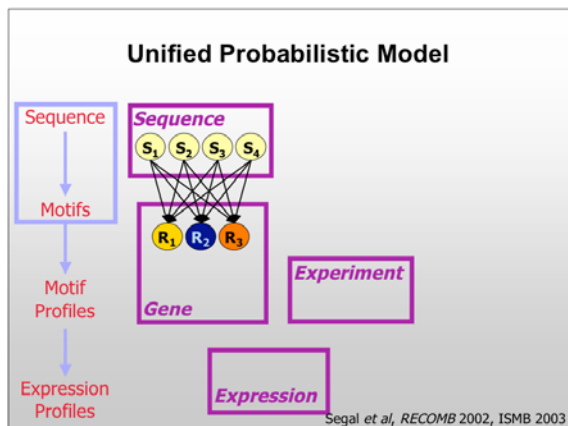 Unified Probabilistic Model
Sequence
Motifs
Motif
Profiles
Expression
Profiles
Sequence
S1 S2 S3 S4
R1 R2 R3
Gene
Experiment
Expression
Segal et al, RECOMB 2002, ISMB 2003